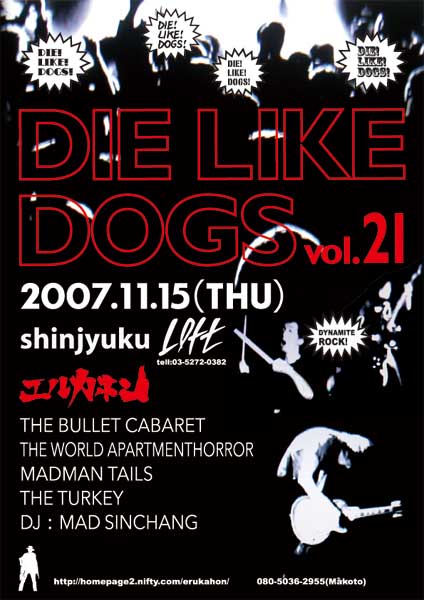 DIE!
LIKE!
DOGS!
DIE!
LIKE!
DOGS!
DIE!
LIKE!
DOGS!
DIE!
LIKE!
DOGS!
DIE LIKE
DOGS vol.21
2007.11.15(THU)
shinjyuku LOFT
tell:03-5272-0382
DYNAMITE
ROCK!
エルカホン
THE BULLET CABARET
THE WORLD APARTMENTHORROR
MADMAN TAILS
THE TURKEY
DJ : MAD SINCHANG
http://homepage2.nifty.com/erukahon/ 080-5036-2955(Makoto)